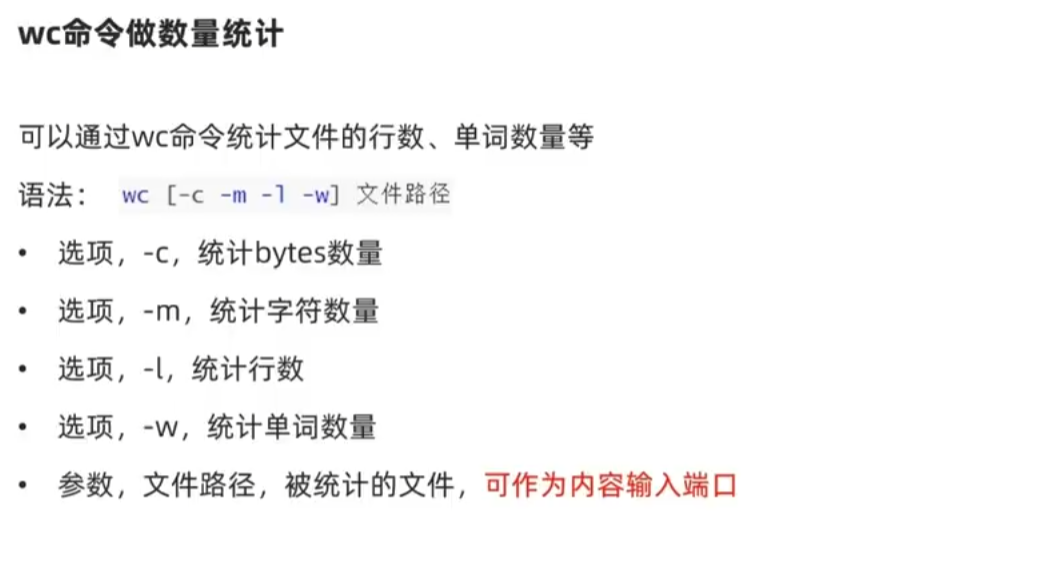 wc命令做数量统计
可以通过wc命令统计文件的行数、单词数量等
语法： wc [-c -m -l -w] 文件路径
• 选项，-c，统计bytes数量
• 选项，-m，统计字符数量
• 选项，-l，统计行数
• 选项，-w，统计单词数量
• 参数，文件路径，被统计的文件，可作为内容输入端口